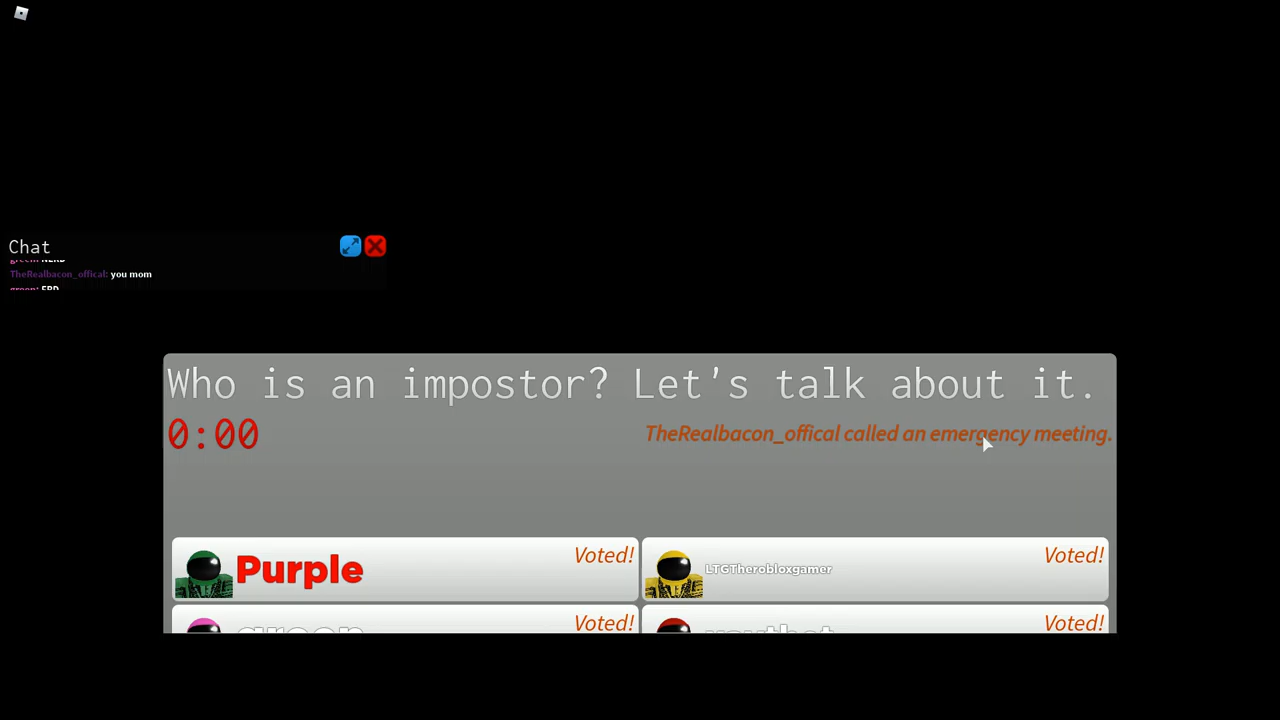 Chat
TheRealbacon_offical: you mom
Who is an impostor? Let's talk about it.
0:00
TheRealbacon_offical called an emergency meeting.
Purple
Voted!
LTGTherobloxgamer
Voted!
green
Voted!
Voted!